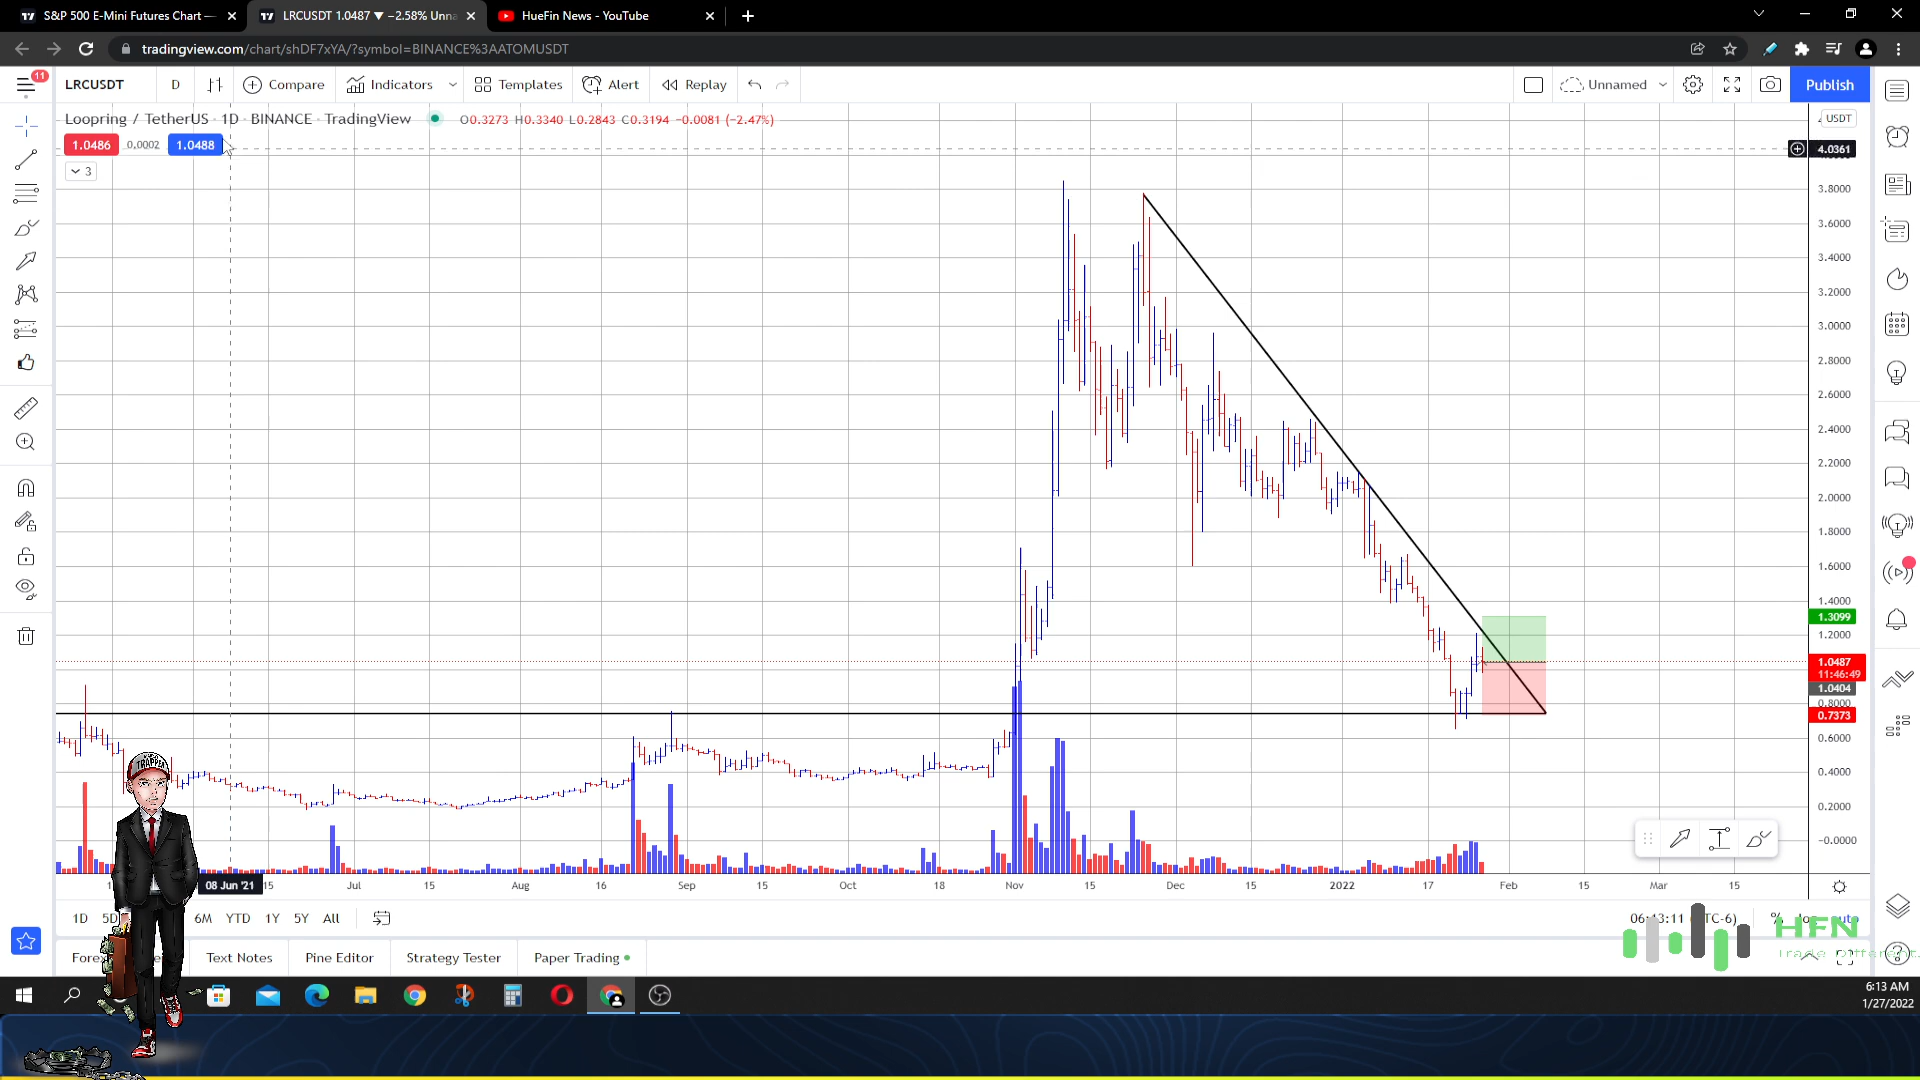 S&P 500 E-Mini Futures Chart —
LRCUSDT 1.0487 ▼ −2.58% Unna
HueFin News - YouTube
tradingview.com/chart/shDF7xYA/?symbol=BINANCE%3AATOMUSDT
11
LRCUSDT
D
Compare
Indicators
Templates
Alert
Replay
Unnamed
Publish
Loopring / TetherUS · 1D · BINANCE · TradingView
O0.3273 H0.3340 L0.2843 C0.3194 −0.0081 (−2.47%)
USDT
1.0486
0.0002
1.0488
3
4.0361
3.8000
3.6000
3.4000
3.2000
3.0000
2.8000
2.6000
2.4000
2.2000
2.0000
1.8000
1.6000
1.4000
1.3099
1.2000
1.0487
11:46:49
1.0404
0.8000
0.7373
0.6000
0.4000
0.2000
−0.0000
08 Jun '21
15
Jul
15
Aug
16
Sep
15
Oct
18
Nov
15
Dec
15
2022
17
Feb
15
Mar
15
1D
5D
6M
YTD
1Y
5Y
All
%
HFN
Trade Different.
TRAPPER
Text Notes
Pine Editor
Strategy Tester
Paper Trading
6:13 AM
1/27/2022